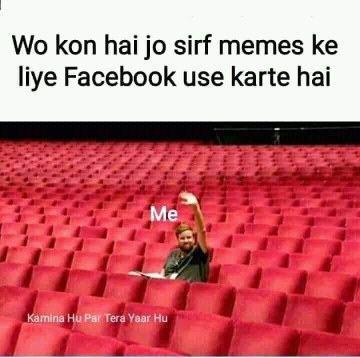 Wo kon hai jo sirf memes ke
liye Facebook use karte hai
Me
Kamina Hu Par Tera Yaar Hu